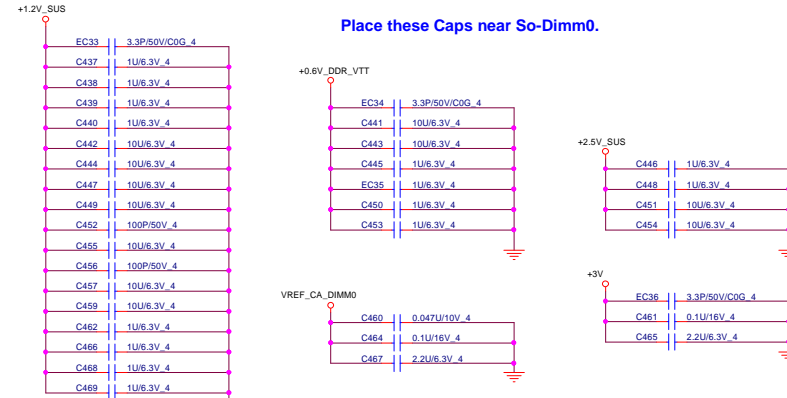 +1.2V_SUS
Place these Caps near So-Dimm0.
EC33 3.3P/50V/C0G_4
C437 1U/6.3V_4
C438 1U/6.3V_4
C439 1U/6.3V_4
C440 1U/6.3V_4
C442 10U/6.3V_4
C444 10U/6.3V_4
C447 10U/6.3V_4
C449 10U/6.3V_4
C452 100P/50V_4
C455 10U/6.3V_4
C456 100P/50V_4
C457 10U/6.3V_4
C459 10U/6.3V_4
C462 1U/6.3V_4
C466 1U/6.3V_4
C468 1U/6.3V_4
C469 1U/6.3V_4
+0.6V_DDR_VTT
EC34 3.3P/50V/C0G_4
C441 10U/6.3V_4
C443 10U/6.3V_4
C445 1U/6.3V_4
EC35 1U/6.3V_4
C450 1U/6.3V_4
C453 1U/6.3V_4
VREF_CA_DIMM0
C460 0.047U/10V_4
C464 0.1U/16V_4
C467 2.2U/6.3V_4
+2.5V_SUS
C446 1U/6.3V_4
C448 1U/6.3V_4
C451 10U/6.3V_4
C454 10U/6.3V_4
+3V
EC36 3.3P/50V/C0G_4
C461 0.1U/16V_4
C465 2.2U/6.3V_4